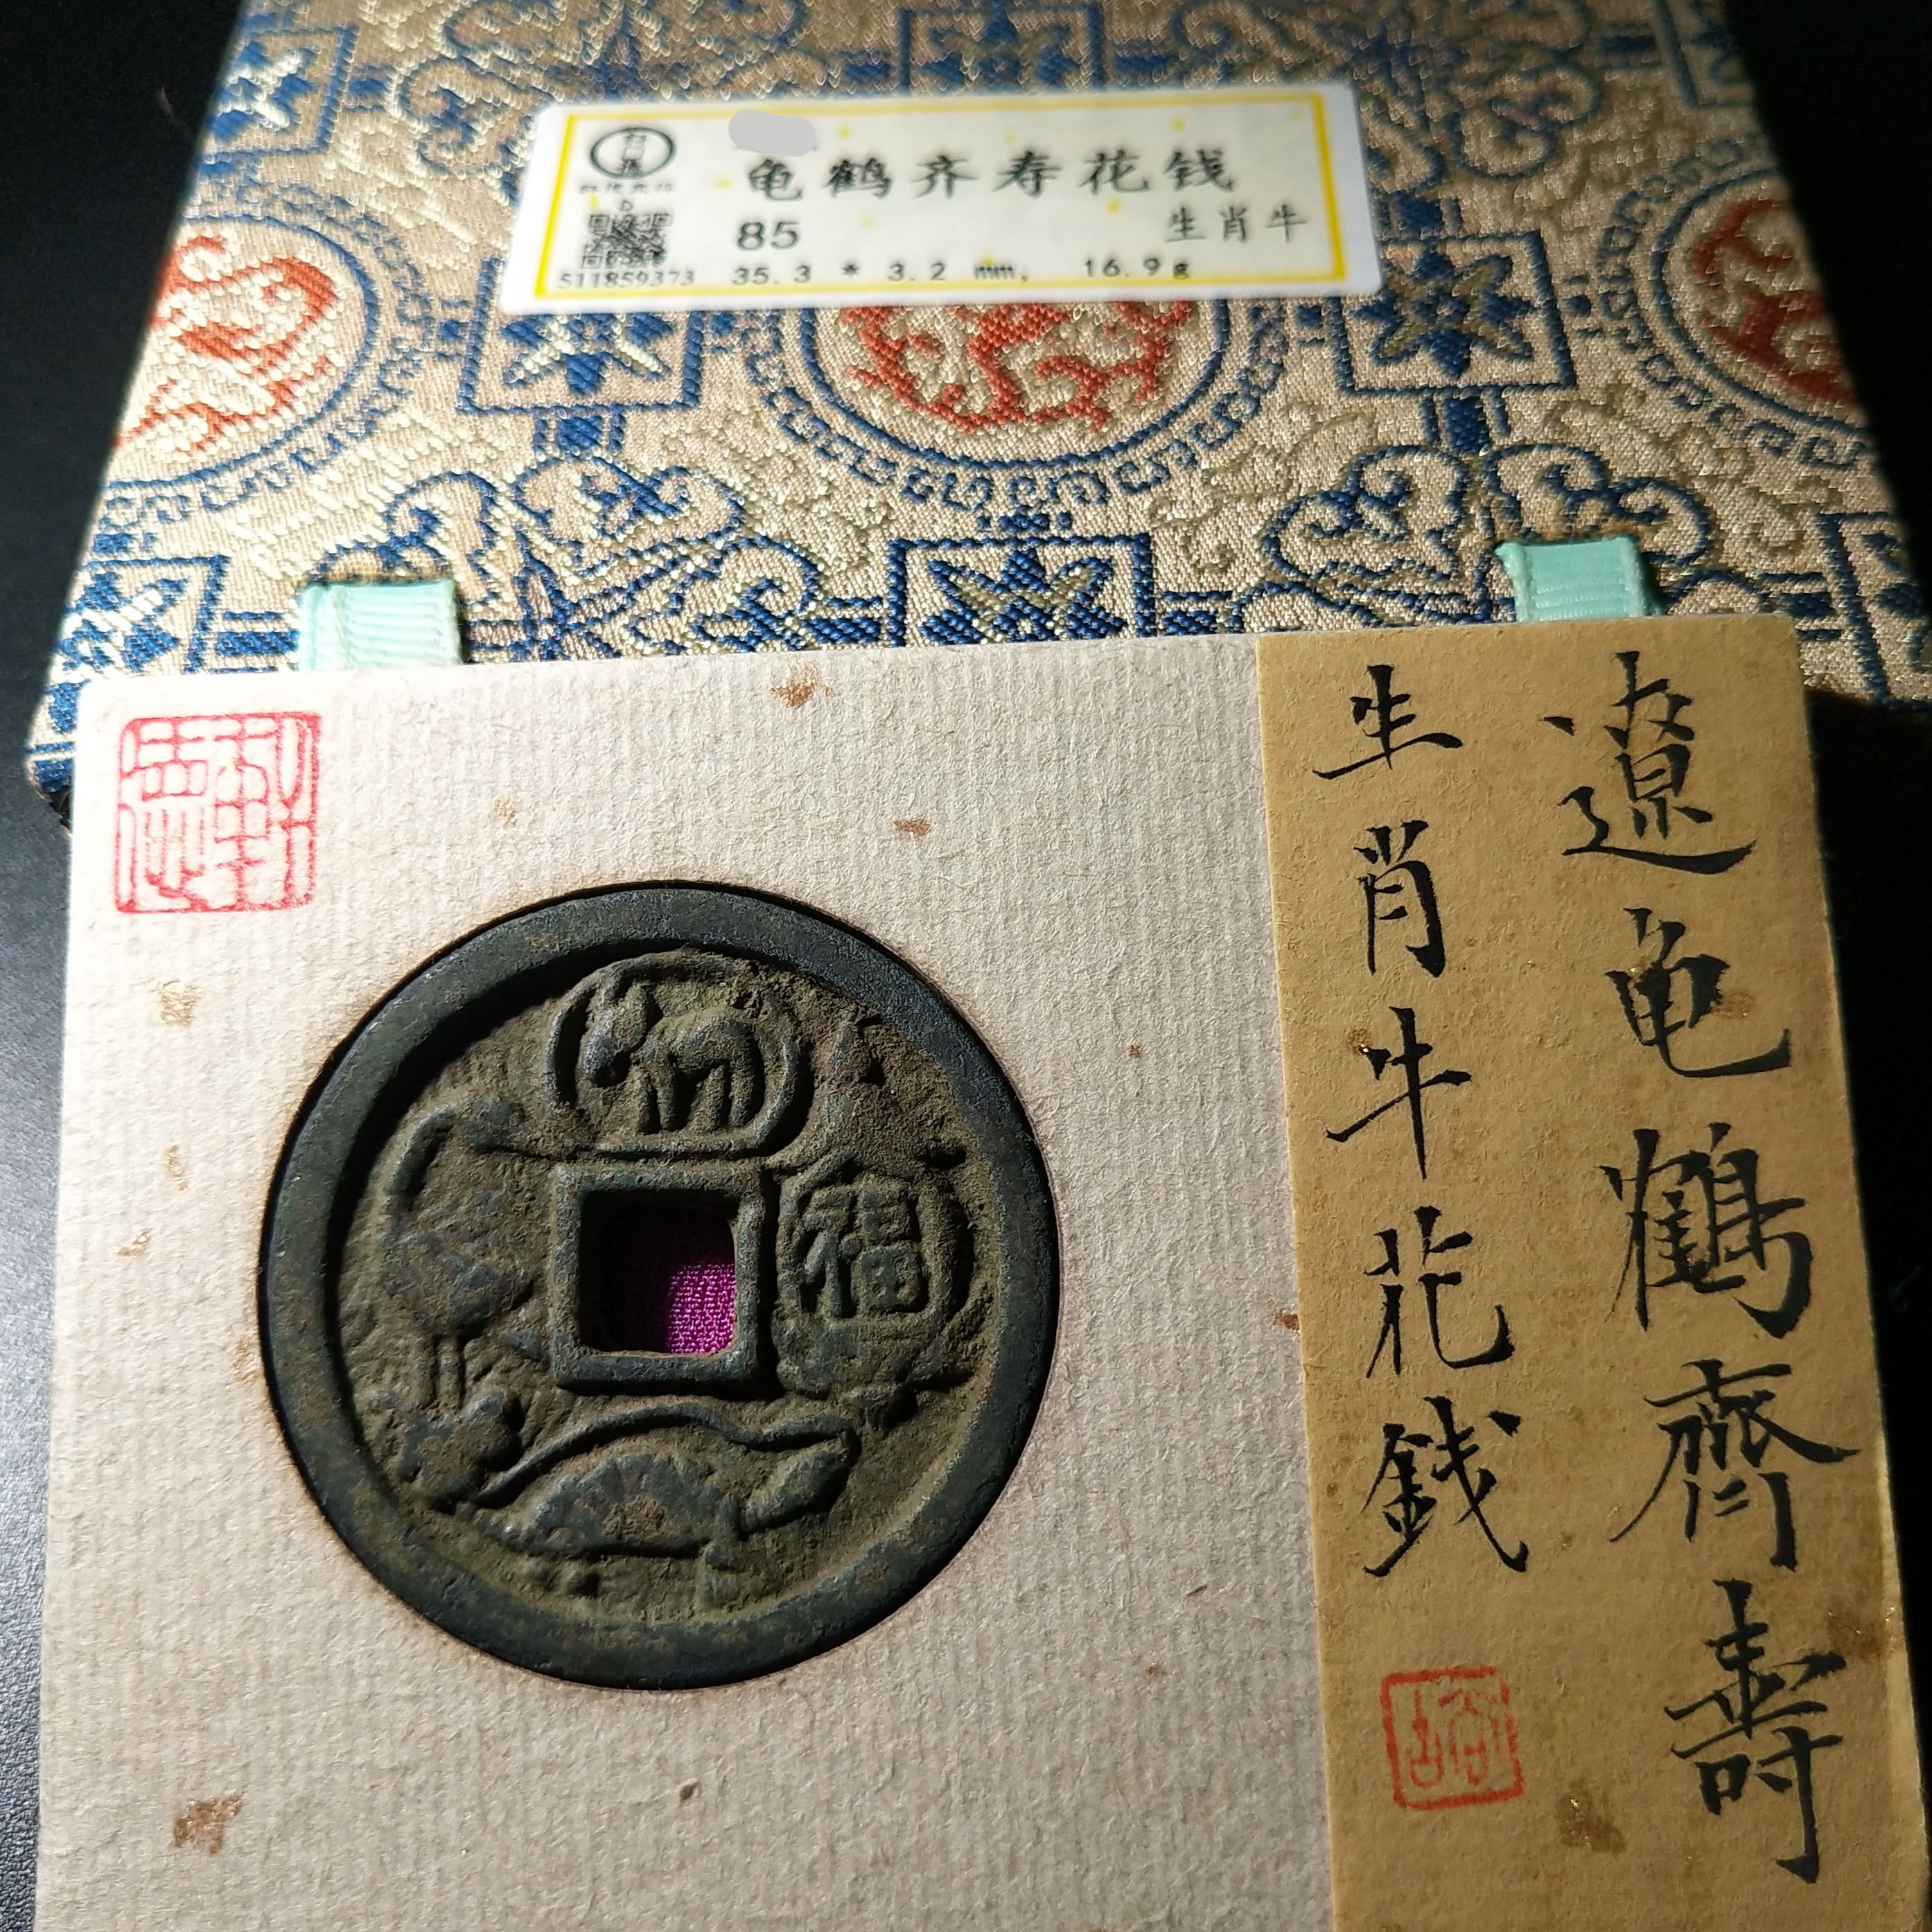 龟鹤齐寿花钱
85
生肖牛
511859373
35.3 * 3.2 mm, 16.9g
遼龟鶴齊壽
生肖牛花錢
福